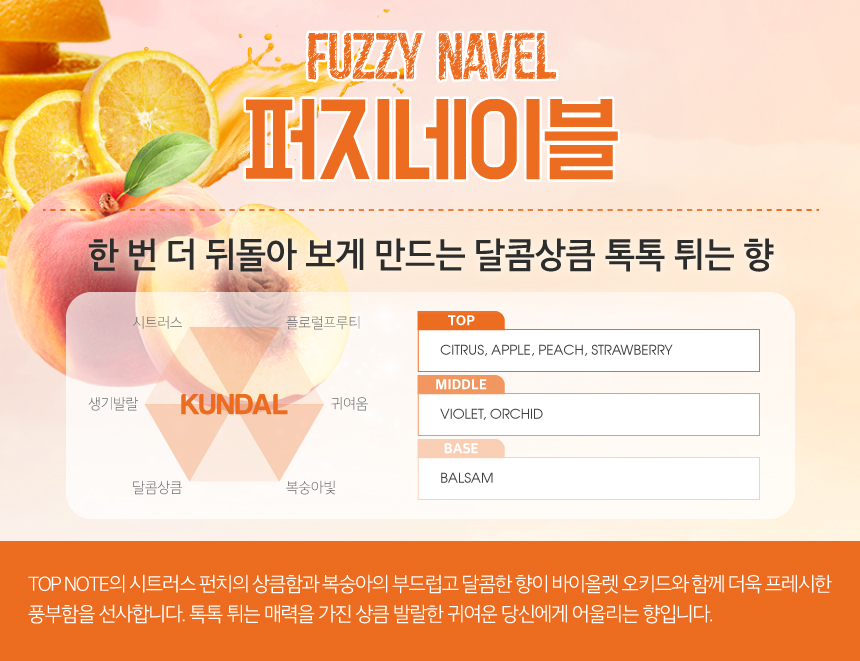 FUZZY NAVEL
퍼지네이블
한 번 더 뒤돌아 보게 만드는 달콤상큼 톡톡 튀는 향
시트러스
플로럴프루티
생기발랄
KUNDAL
귀여움
달콤상큼
복숭아빛
TOP
CITRUS, APPLE, PEACH, STRAWBERRY
MIDDLE
VIOLET, ORCHID
BASE
BALSAM
TOP NOTE의 시트러스 펀치의 상큼함과 복숭아의 부드럽고 달콤한 향이 바이올렛 오키드와 함께 더욱 프레시한
풍부함을 선사합니다. 톡톡 튀는 매력을 가진 상큼 발랄한 귀여운 당신에게 어울리는 향입니다.